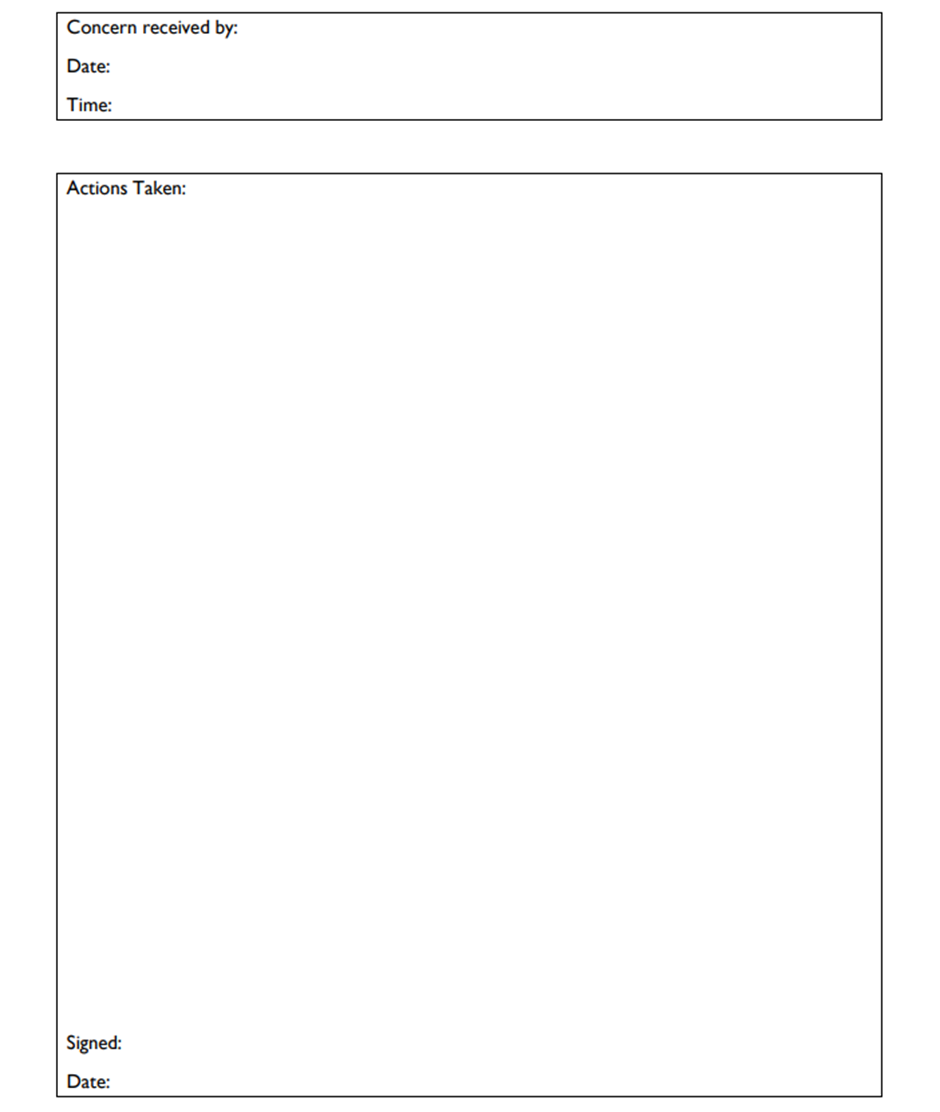 Concern received by:
Date:
Time:
Actions Taken:
Signed:
Date: